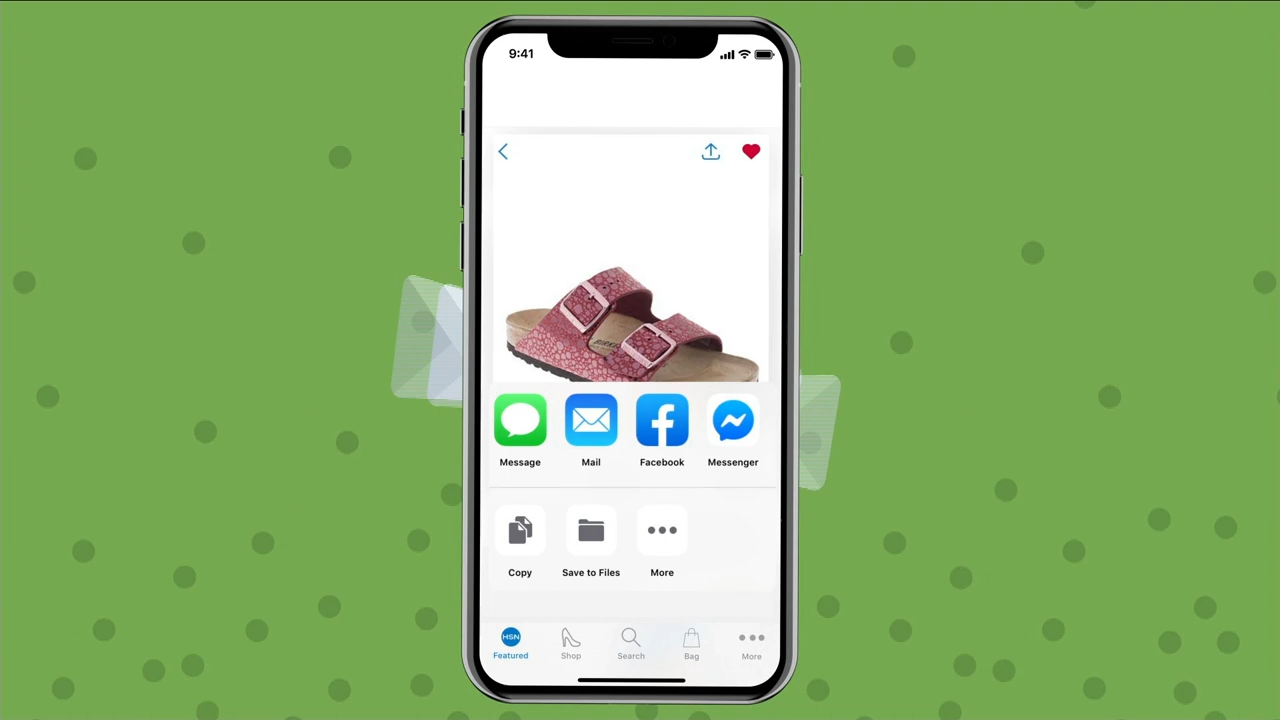 9:41
Message
Mail
Facebook
Messenger
Copy
Save to Files
More
HSN
Featured
Shop
Search
Bag
More